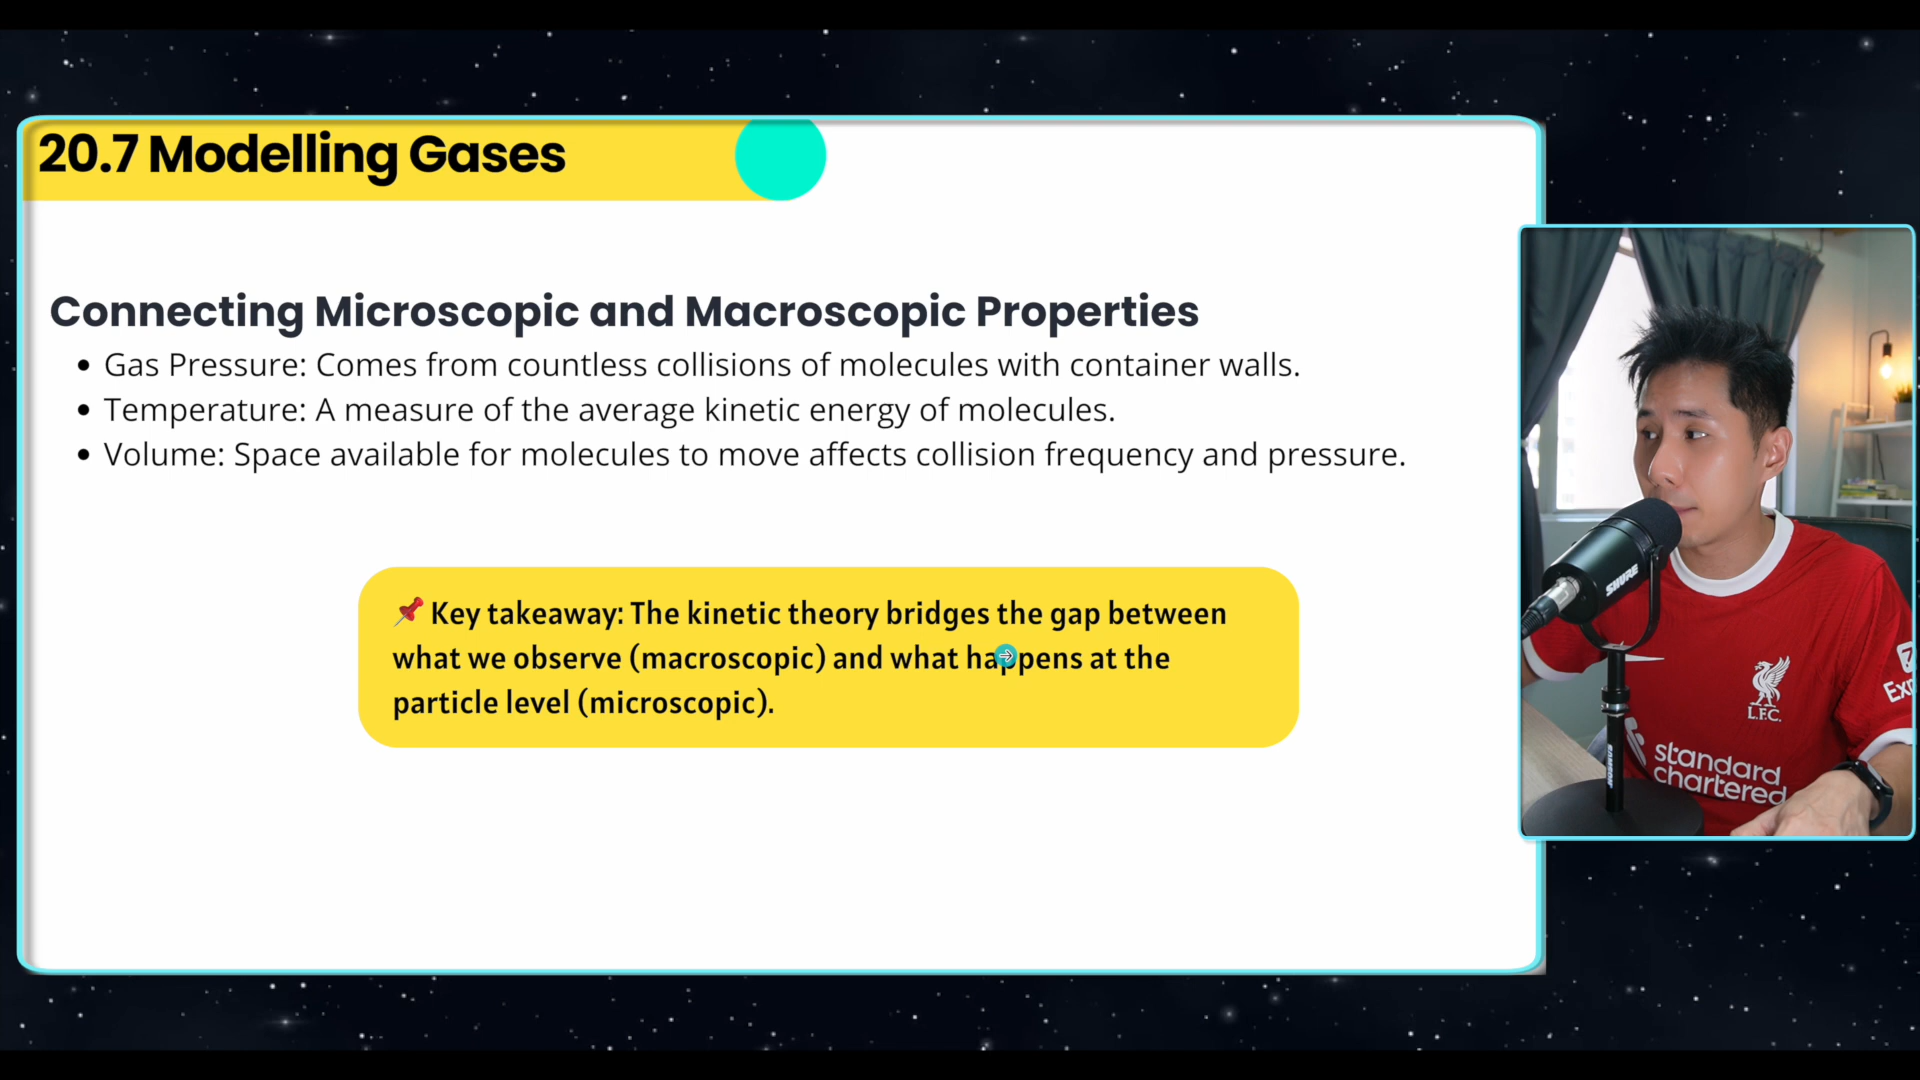 20.7 Modelling Gases
Connecting Microscopic and Macroscopic Properties
• Gas Pressure: Comes from countless collisions of molecules with container walls.
• Temperature: A measure of the average kinetic energy of molecules.
• Volume: Space available for molecules to move affects collision frequency and pressure.
📌 Key takeaway: The kinetic theory bridges the gap between
what we observe (macroscopic) and what happens at the
particle level (microscopic).
SHURE
L.F.C.
standard
chartered